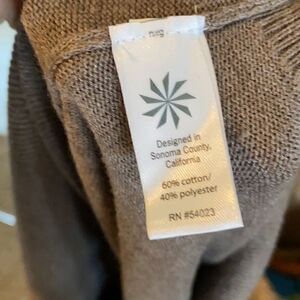 Designed in
Sonoma County,
California
60% cotton/
40% polyester
RN #54023